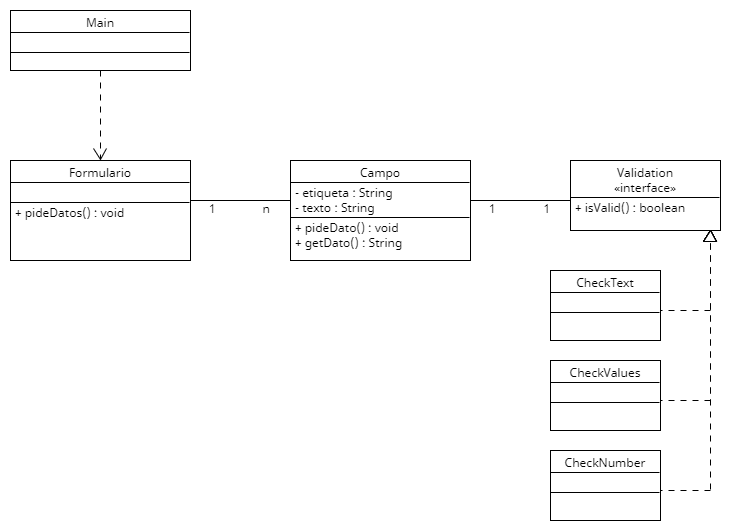 Main
Formulario
+ pideDatos() : void
1
n
Campo
- etiqueta : String
- texto : String
+ pideDato() : void
+ getDato() : String
1
1
Validation
«interface»
+ isValid() : boolean
CheckText
CheckValues
CheckNumber